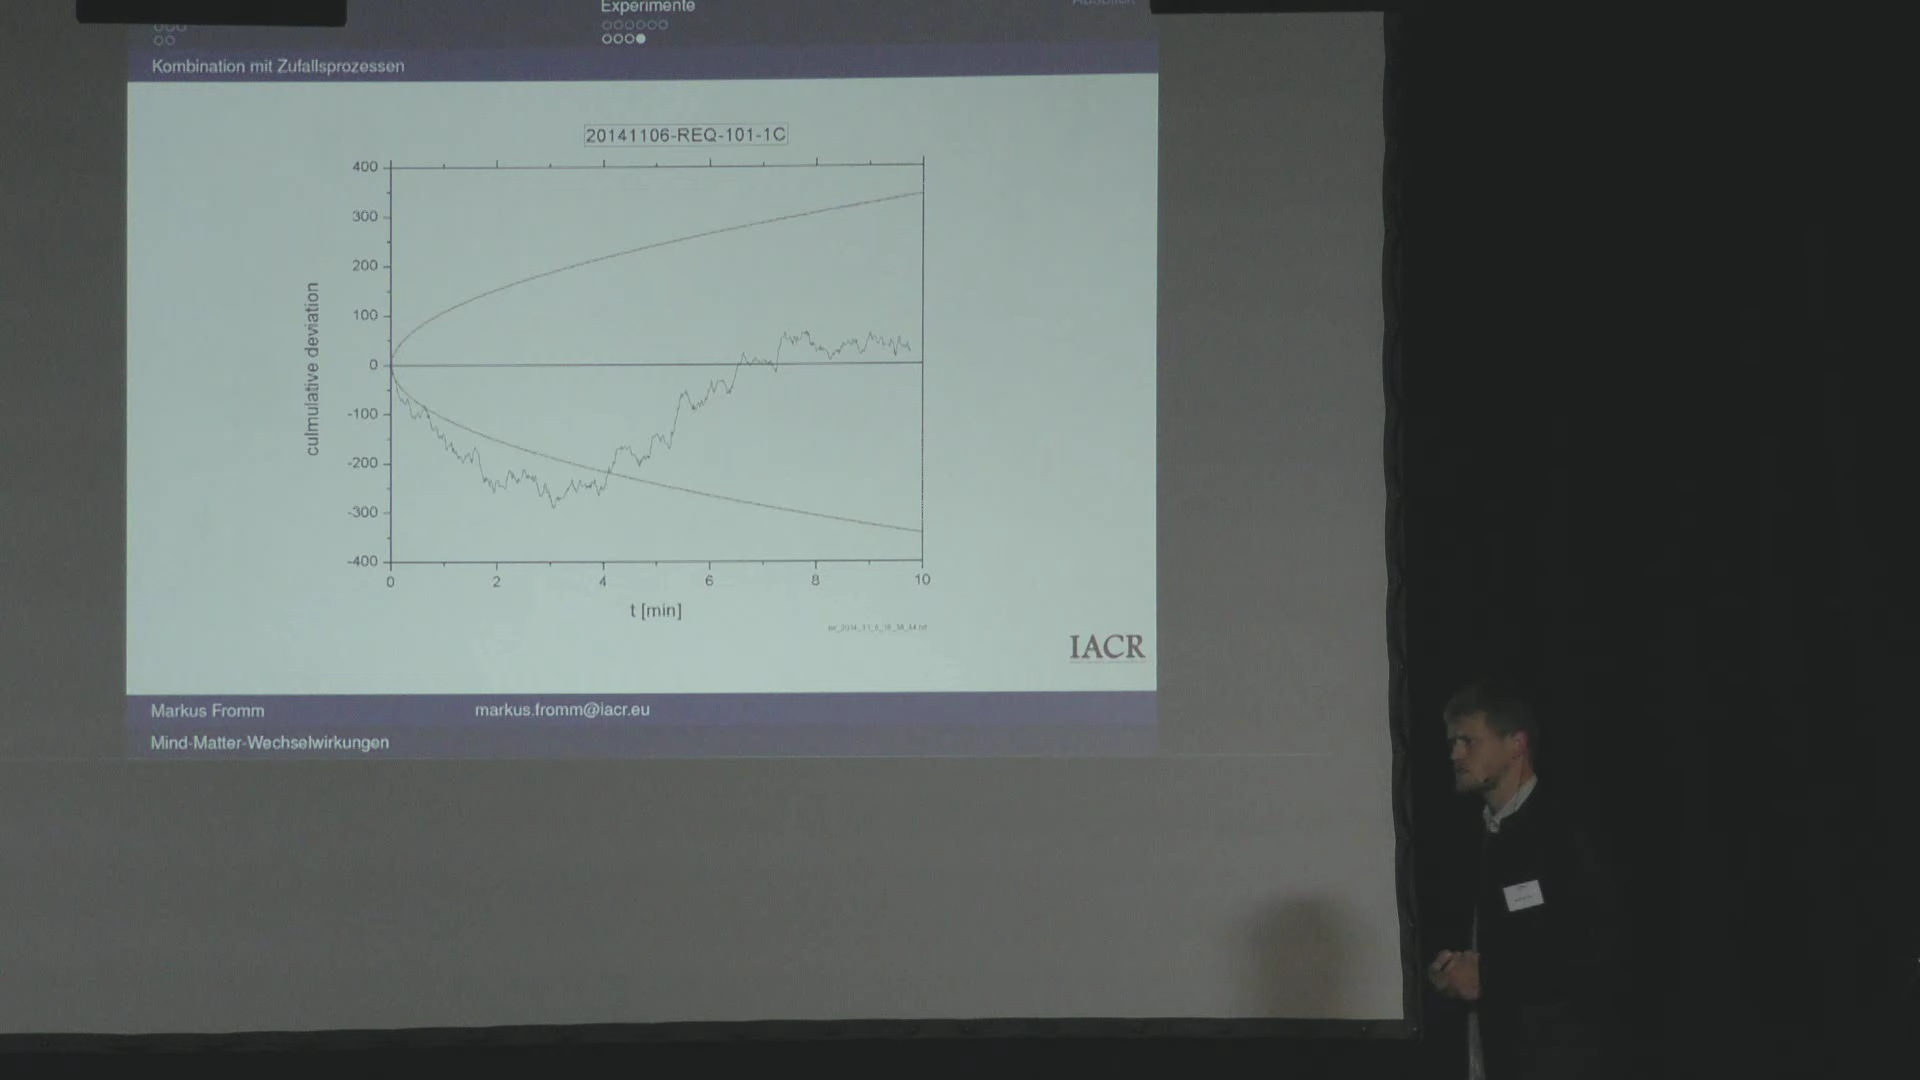 Experimente
Kombination mit Zufallsprozessen
20141106-REQ-101-1C
400
300
200
100
0
-100
-200
-300
-400
culmulative deviation
0 2 4 6 8 10
t [min]
IACR
Markus Fromm markus.fromm@iacr.eu
Mind-Matter-Wechselwirkungen